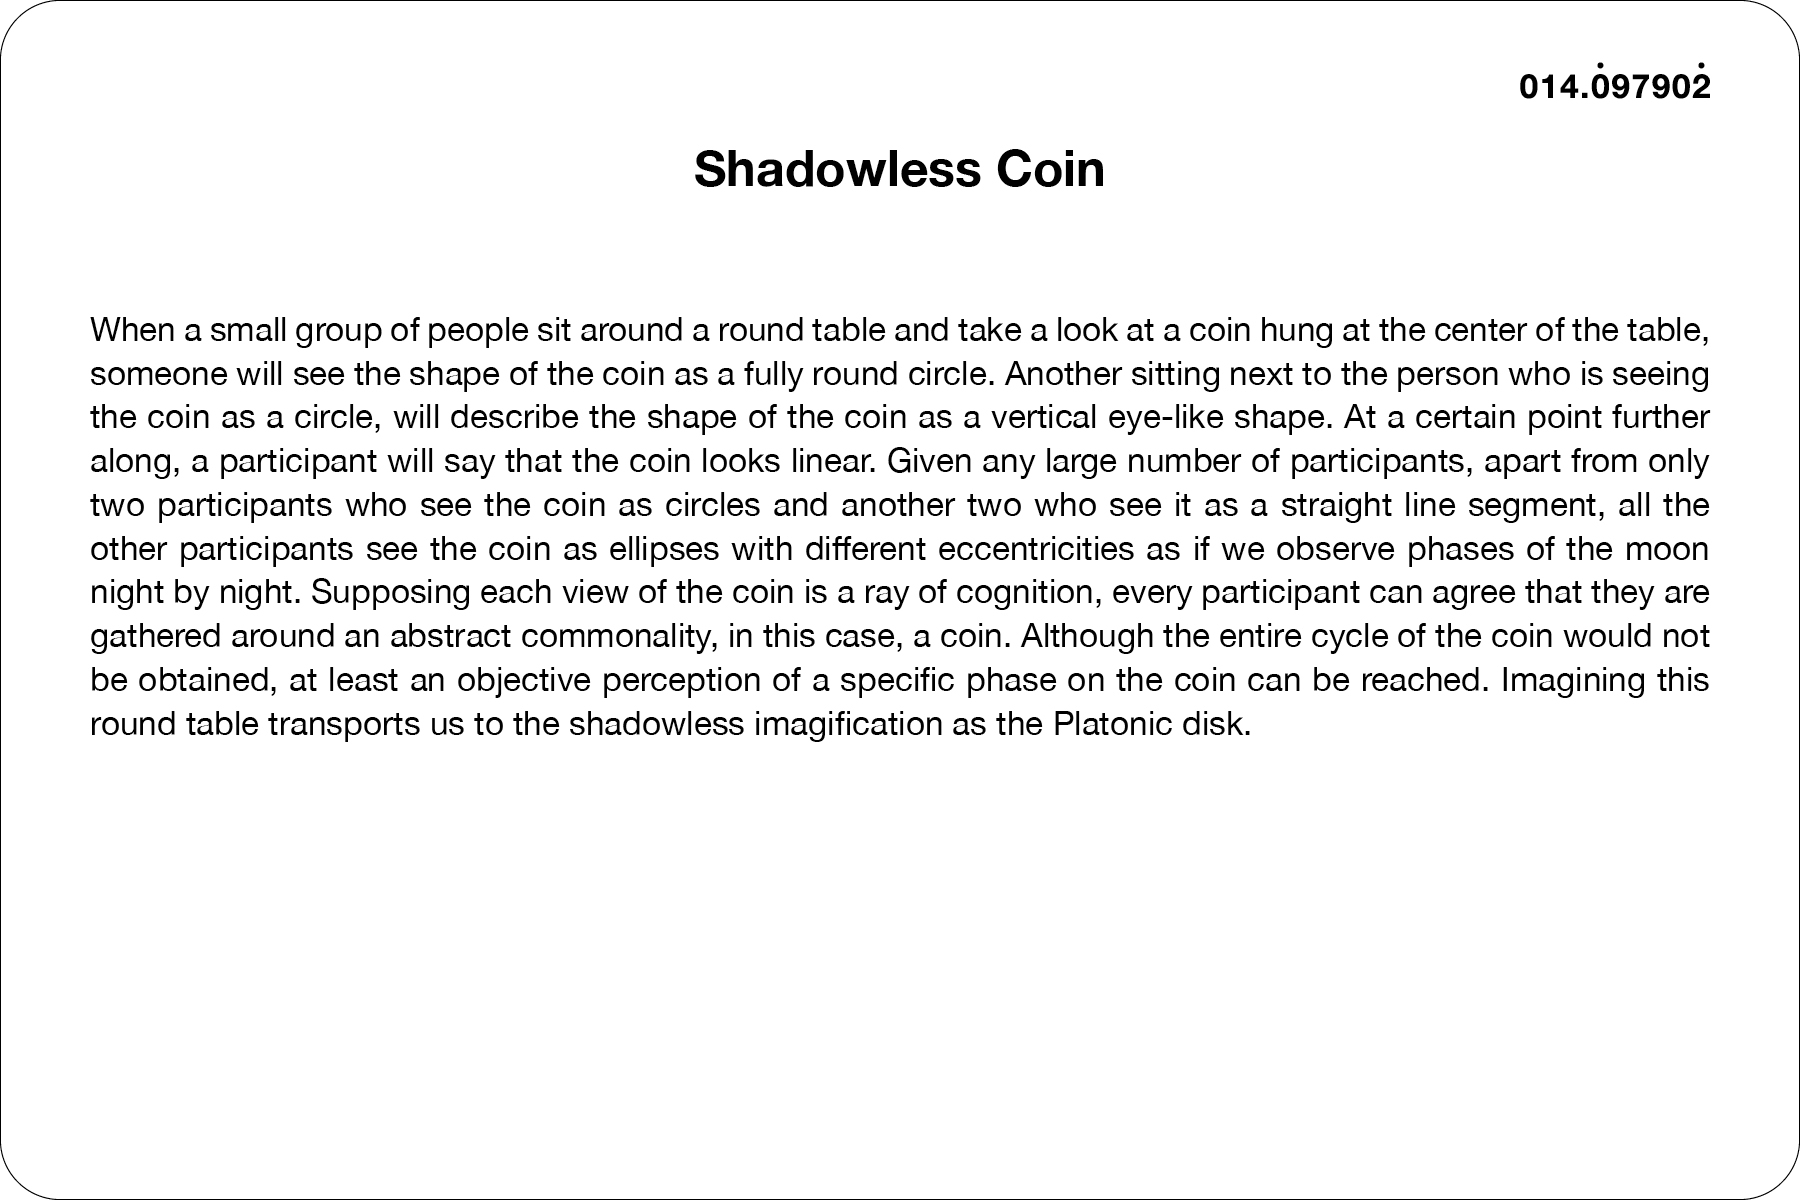 014.0̇97902̇
Shadowless Coin
When a small group of people sit around a round table and take a look at a coin hung at the center of the table,
someone will see the shape of the coin as a fully round circle. Another sitting next to the person who is seeing
the coin as a circle, will describe the shape of the coin as a vertical eye-like shape. At a certain point further
along, a participant will say that the coin looks linear. Given any large number of participants, apart from only
two participants who see the coin as circles and another two who see it as a straight line segment, all the
other participants see the coin as ellipses with different eccentricities as if we observe phases of the moon
night by night. Supposing each view of the coin is a ray of cognition, every participant can agree that they are
gathered around an abstract commonality, in this case, a coin. Although the entire cycle of the coin would not
be obtained, at least an objective perception of a specific phase on the coin can be reached. Imagining this
round table transports us to the shadowless imagification as the Platonic disk.